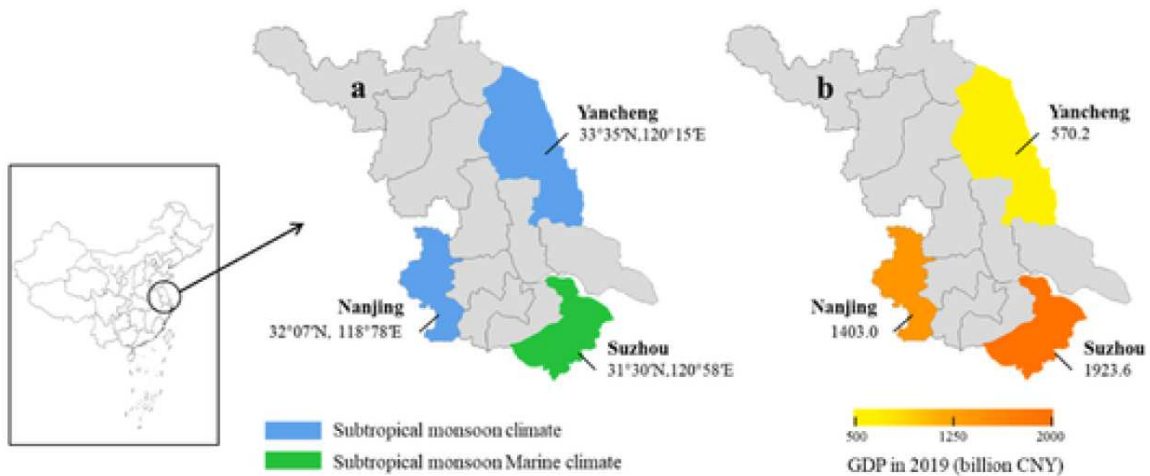 a
Yancheng
33°35′N,120°15′E
Nanjing
32°07′N, 118°78′E
Suzhou
31°30′N,120°58′E
Subtropical monsoon climate
Subtropical monsoon Marine climate
b
Yancheng
570.2
Nanjing
1403.0
Suzhou
1923.6
500 1250 2000
GDP in 2019 (billion CNY)